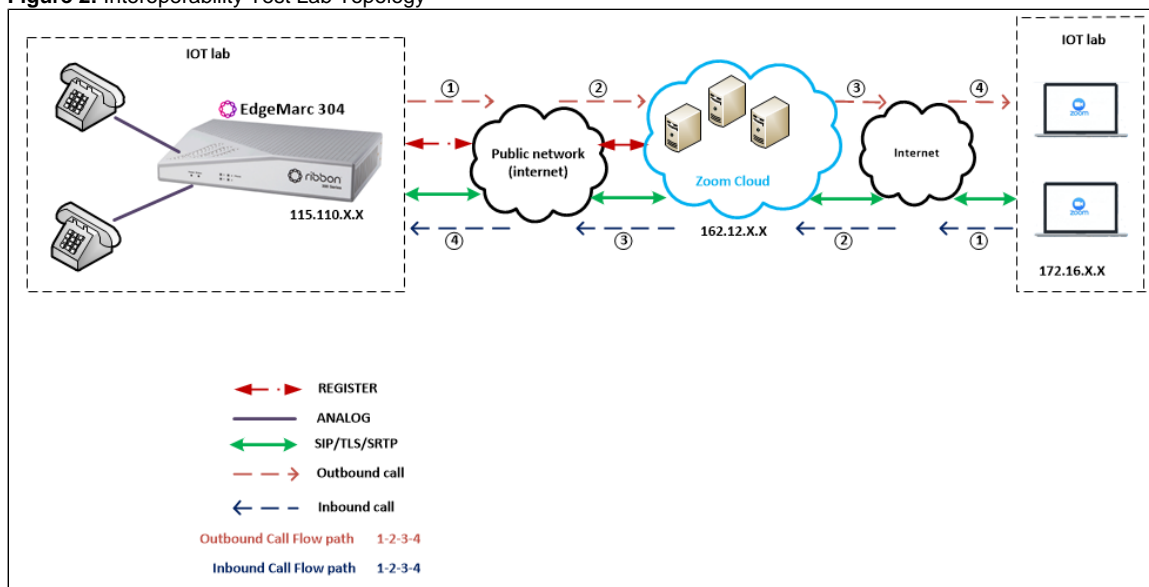 Figure 2: Interoperability Test Lab Topology
IOT lab
EdgeMarc 304
ribbon
115.110.X.X
① ②
Public network
(internet)
④ ③
Zoom Cloud
162.12.X.X
③ ④
Internet
② ①
IOT lab
zoom
zoom
172.16.X.X
REGISTER
ANALOG
SIP/TLS/SRTP
Outbound call
Inbound call
Outbound Call Flow path 1-2-3-4
Inbound Call Flow path 1-2-3-4